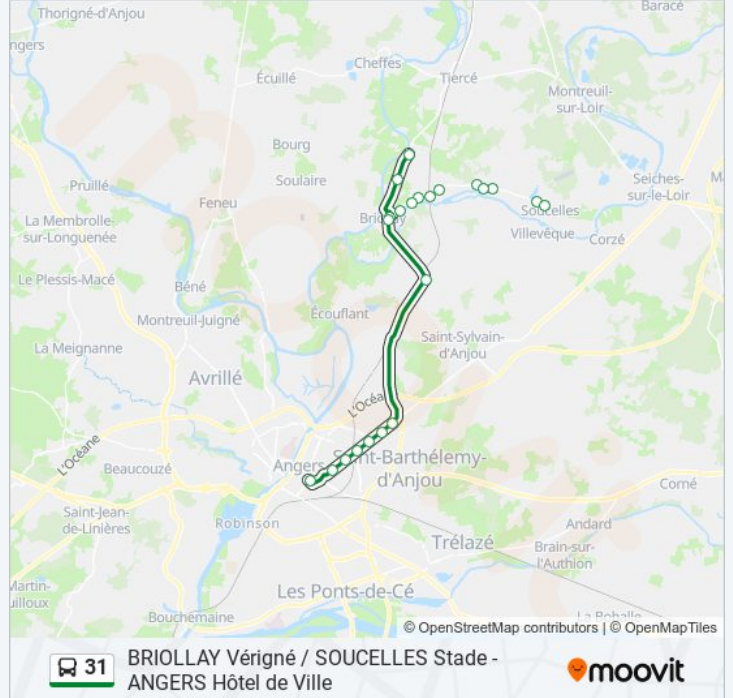 Thorigné-d'Anjou
Baracé
ngers
Cheffes
Écuillé
Tiercé
Montreuil-
sur-Loir
Bourg
Soulaire
Pruillé
Seiches-
sur-le-Loir
Feneu
Soucelles
La Membrolle-
sur-Longuenée
Briollay
Villevêque
Corzé
Le Plessis-Macé
Béné
Écouflant
Montreuil-Juigné
Saint-Sylvain-
d'Anjou
La Meignanne
Avrillé
L'Océa
L'Océane
Beaucouzé
Angers
Saint-Barthélemy-
d'Anjou
Corné
Saint-Jean-
de-Linières
Robinson
Andard
Trélazé
Brain-sur-
l'Authion
Martin-
uilloux
Les Ponts-de-Cé
Bouchemaine
La Bohalle
© OpenStreetMap contributors | © OpenMapTiles
31
BRIOLLAY Vérigné / SOUCELLES Stade -
ANGERS Hôtel de Ville
moovit